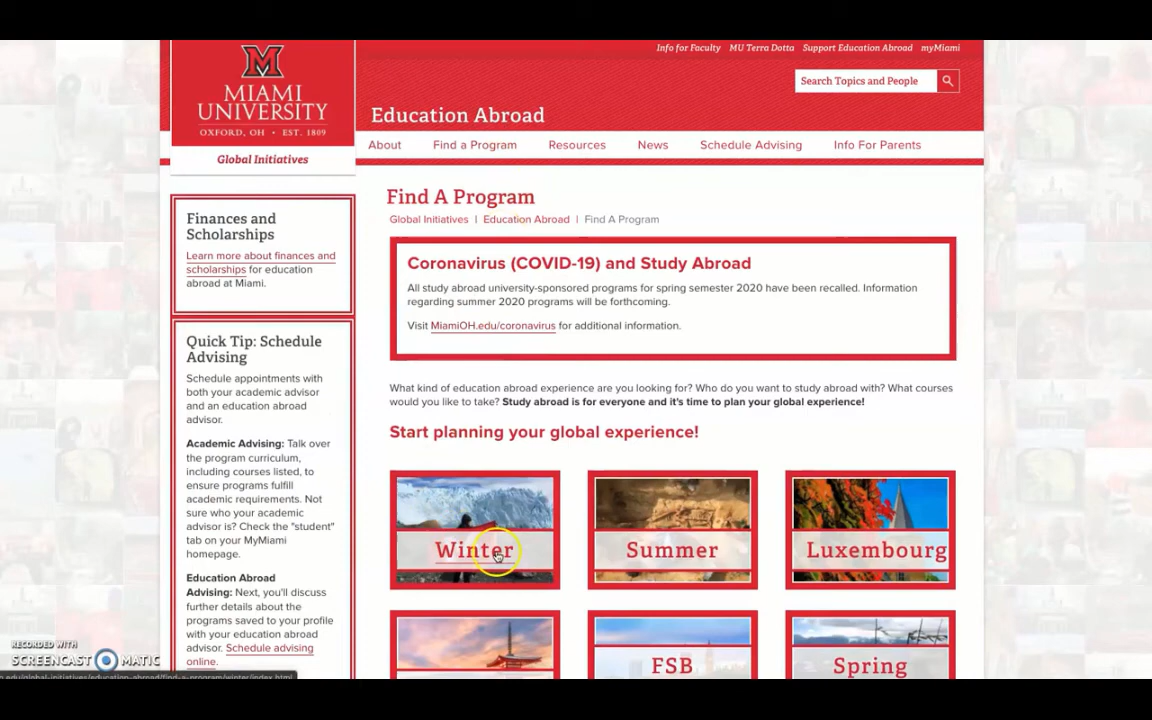 Info for Faculty MU Terra Dotta Support Education Abroad myMiami
Search Topics and People
M
MIAMI
UNIVERSITY
OXFORD, OH • EST. 1809
Education Abroad
About Find a Program Resources News Schedule Advising Info For Parents
Global Initiatives
Finances and
Scholarships
Learn more about finances and
scholarships for education
abroad at Miami.
Quick Tip: Schedule
Advising
Schedule appointments with
both your academic advisor
and an education abroad
advisor.
Academic Advising: Talk over
the program curriculum,
including courses listed, to
ensure programs fulfill
academic requirements. Not
sure who your academic
advisor is? Check the "student"
tab on your MyMiami
homepage.
Education Abroad
Advising: Next, you'll discuss
further details about the
programs saved to your profile
with your education abroad
advisor. Schedule advising
online.
Find A Program
Global Initiatives | Education Abroad | Find A Program
Coronavirus (COVID-19) and Study Abroad
All study abroad university-sponsored programs for spring semester 2020 have been recalled. Information
regarding summer 2020 programs will be forthcoming.
Visit MiamiOH.edu/coronavirus for additional information.
What kind of education abroad experience are you looking for? Who do you want to study abroad with? What courses
would you like to take? Study abroad is for everyone and it's time to plan your global experience!
Start planning your global experience!
Winter Summer Luxembourg
FSB Spring
RECORDED WITH
SCREENCAST MATIC
.edu/global-initiatives/education-abroad/find-a-program/winter/index.html